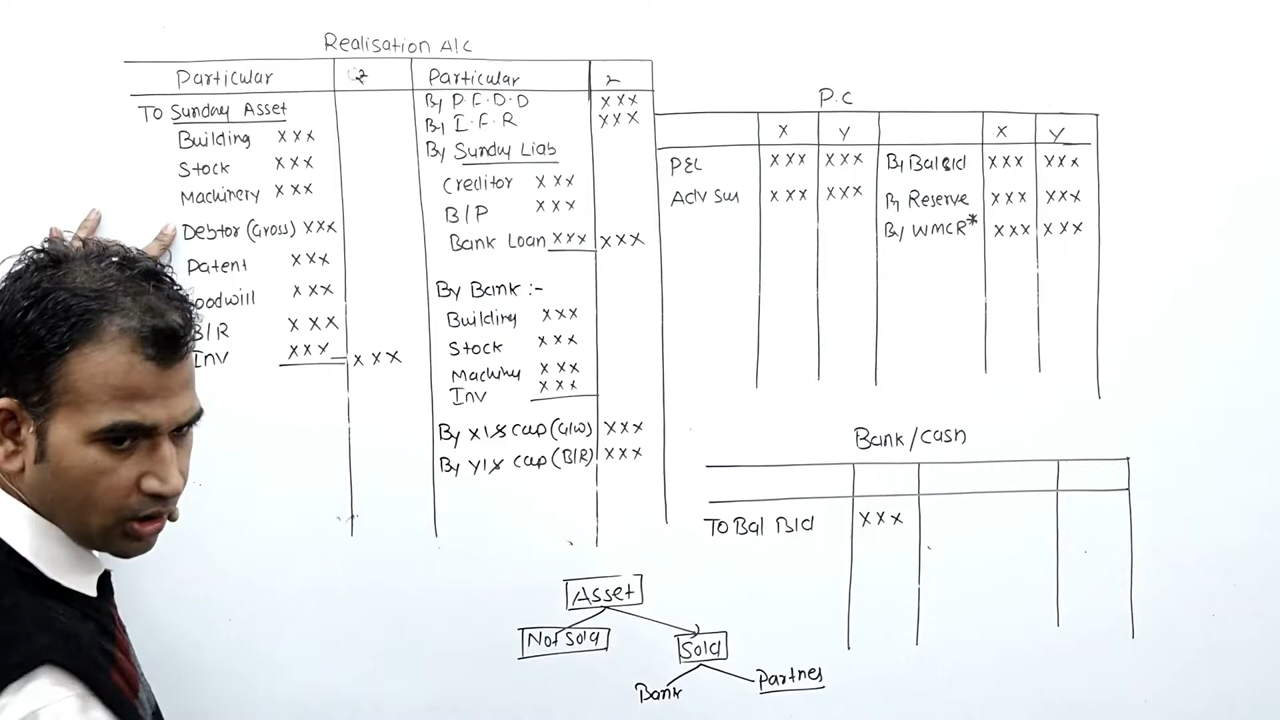 Realisation A/C
Particular ₹ Particular ₹
To Sunday Asset
Building xxx
Stock xxx
Machinery xxx
Debtor (Gross) xxx
Patent xxx
oodwill xxx
B/R xxx
Inv xxx xxx
By P.F.D.D xxx
By I.F.R xxx
By Sunday Liab
Creditor xxx
B/P xxx
Bank Loan xxx xxx
By Bank :-
Building xxx
Stock xxx
Machiny xxx
Inv xxx
By X's cap (G/W) xxx
By Y's cap (B/R) xxx
P.C
X Y X Y
P&L xxx xxx By Bal b/d xxx xxx
Adv Sus xxx xxx By Reserve xxx xxx
By WMCR* xxx xxx
Bank/Cash
To Bal B/d xxx
Asset
Not Sold Sold
Bank Partner